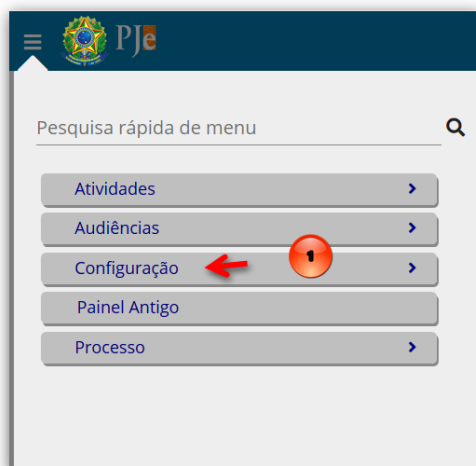 PJe
Pesquisa rápida de menu
Atividades
Audiências
Configuração
1
Painel Antigo
Processo